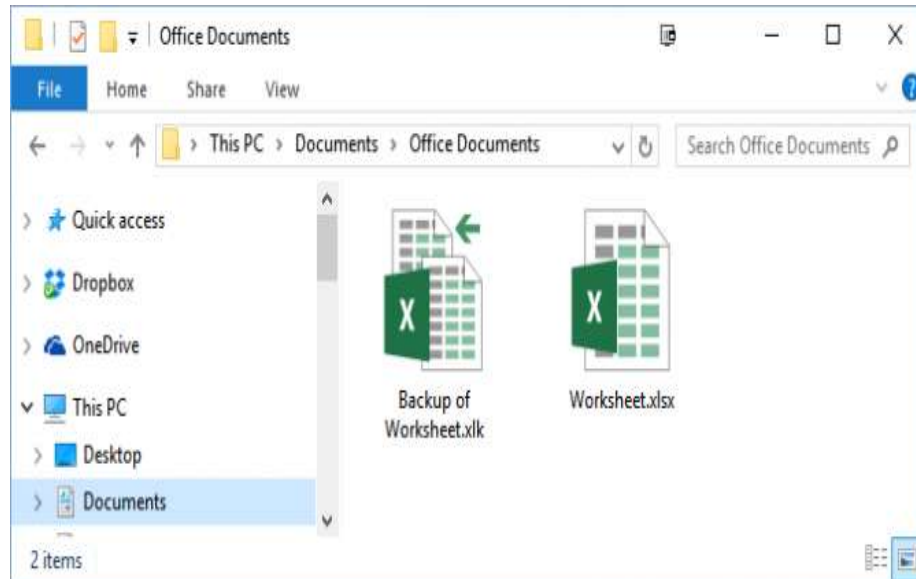 Office Documents
File Home Share View
This PC > Documents > Office Documents
Search Office Documents
Quick access
Dropbox
OneDrive
This PC
Desktop
Documents
Backup of
Worksheet.xlk
Worksheet.xlsx
2 items